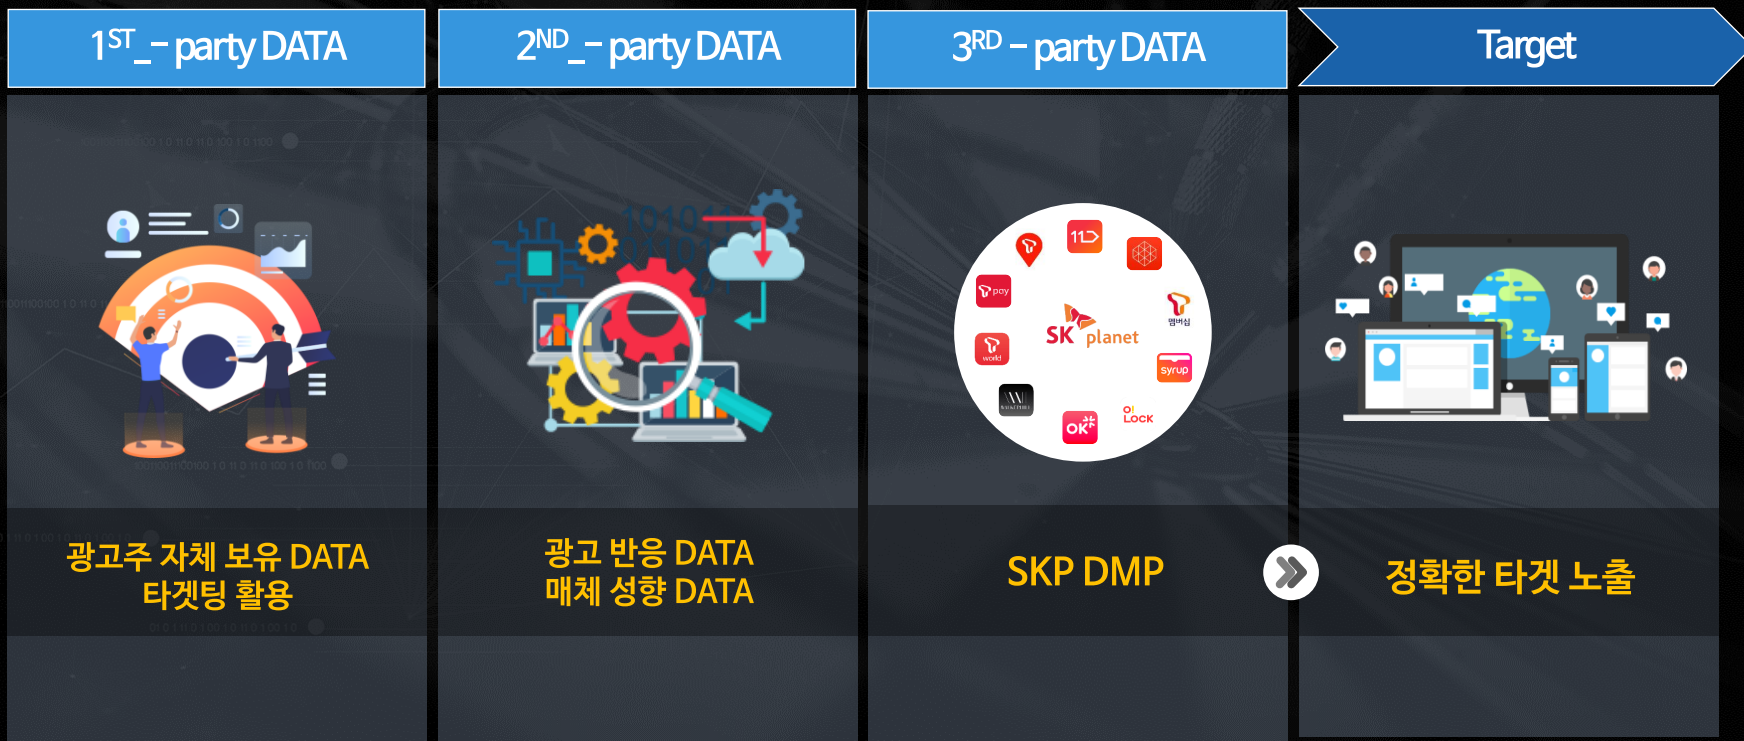 1ST_– party DATA
2ND_– party DATA
3RD – party DATA
Target
101011
11
pay
멤버십
SK planet
world
syrup
OK
LOCK
광고주 자체 보유 DATA
타겟팅 활용
광고 반응 DATA
매체 성향 DATA
SKP DMP
정확한 타겟 노출